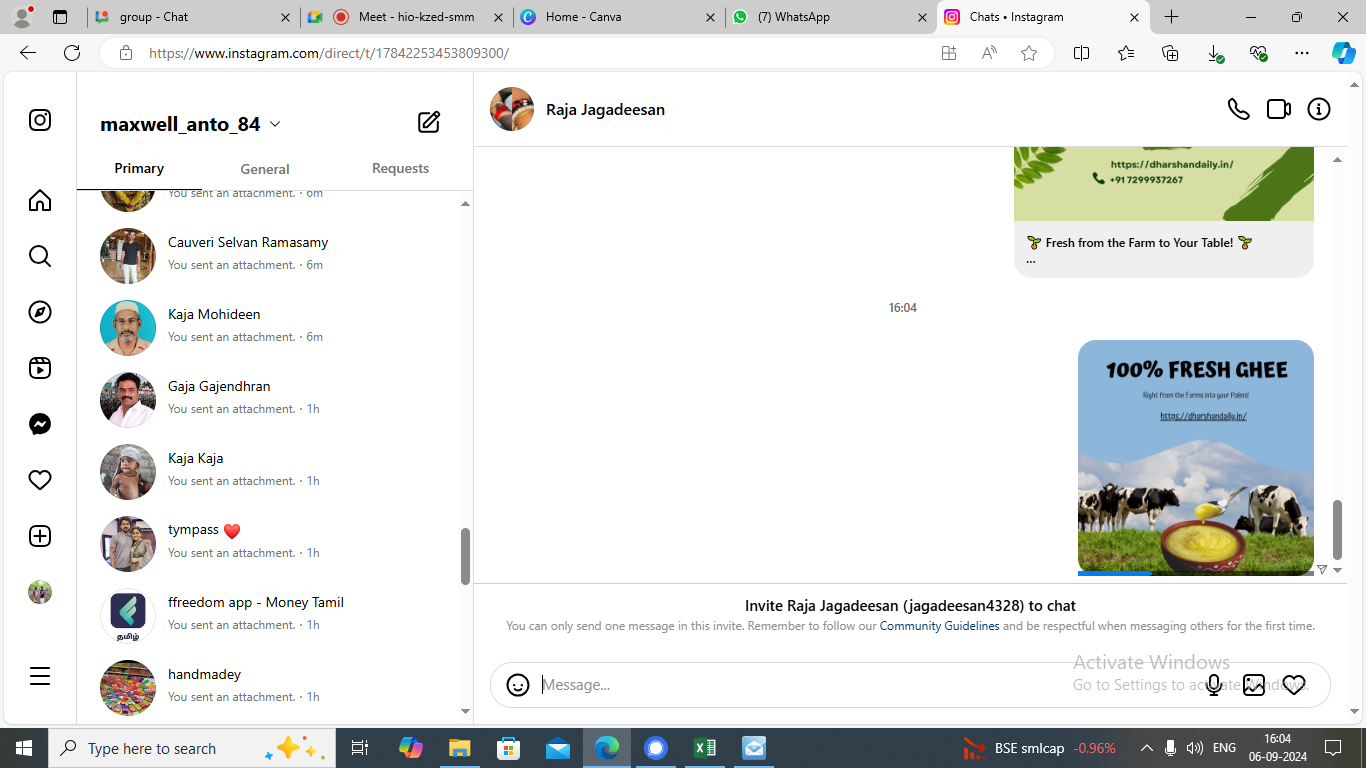 group - Chat
Meet - hio-kzed-smm
Home - Canva
(7) WhatsApp
Chats • Instagram
https://www.instagram.com/direct/t/17842253453809300/
maxwell_anto_84
Primary
General
Requests
You sent an attachment. · 6m
Cauveri Selvan Ramasamy
You sent an attachment. · 6m
Kaja Mohideen
You sent an attachment. · 6m
Gaja Gajendhran
You sent an attachment. · 1h
Kaja Kaja
You sent an attachment. · 1h
tympass ❤️
You sent an attachment. · 1h
தமிழ்
ffreedom app - Money Tamil
You sent an attachment. · 1h
handmadey
You sent an attachment. · 1h
Raja Jagadeesan
https://dharshandaily.in/
+91 7299937267
🌱 Fresh from the Farm to Your Table! 🌱
...
16:04
100% FRESH GHEE
Right from the Farms into your Palms!
https://dharshandaily.in/
Invite Raja Jagadeesan (jagadeesan4328) to chat
You can only send one message in this invite. Remember to follow our Community Guidelines and be respectful when messaging others for the first time.
Message...
Activate Windows
Go to Settings to activate Windows.
Type here to search
BSE smlcap -0.96%
ENG
16:04
06-09-2024